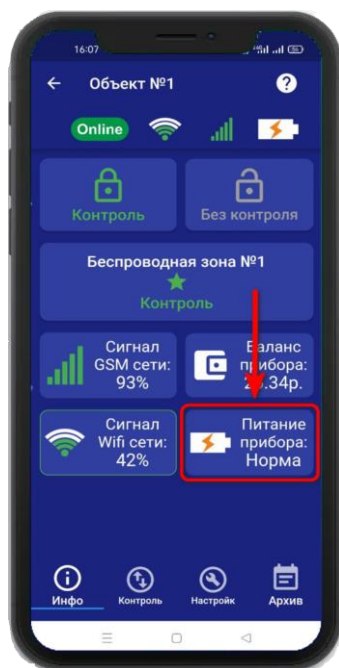 16:07
Объект №1
?
Online
Контроль
Без контроля
Беспроводная зона №1
Контроль
Сигнал
GSM сети:
93%
Баланс
прибора:
Сигнал
Wifi сети:
42%
Питание
прибора:
Норма
Инфо
Контроль
Настройк
Архив